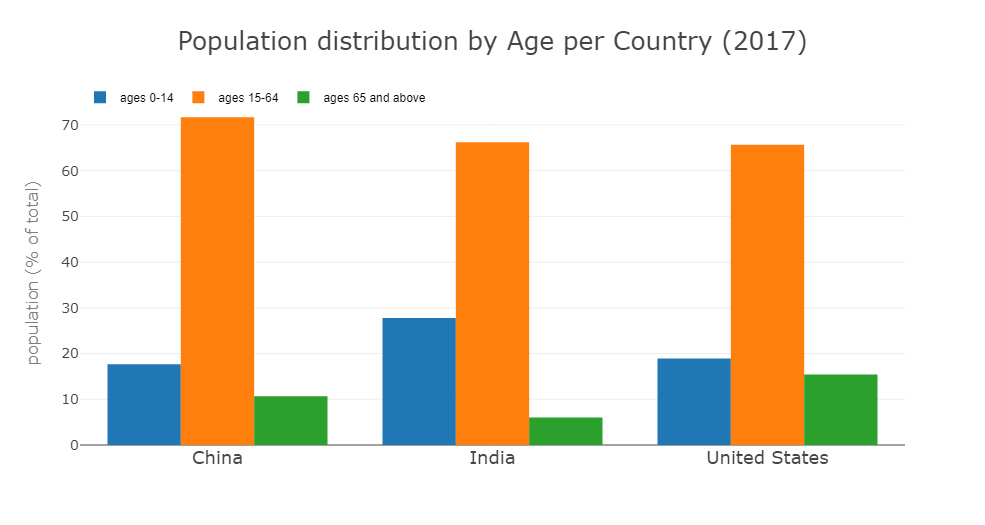 Population distribution by Age per Country (2017)
ages 0-14 ages 15-64 ages 65 and above
population (% of total)
70
60
50
40
30
20
10
0
China India United States